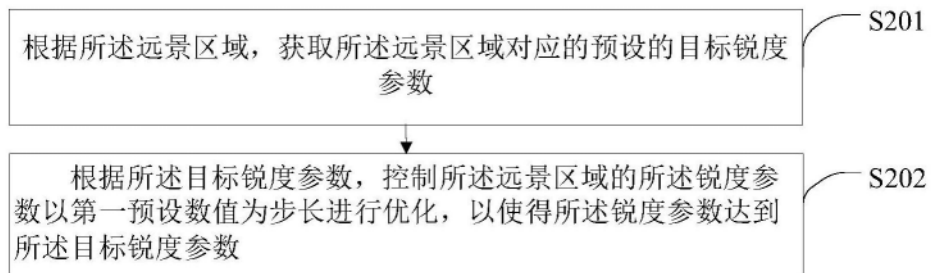 根据所述远景区域，获取所述远景区域对应的预设的目标锐度
参数
S201
根据所述目标锐度参数，控制所述远景区域的所述锐度参
数以第一预设数值为步长进行优化，以使得所述锐度参数达到
所述目标锐度参数
S202